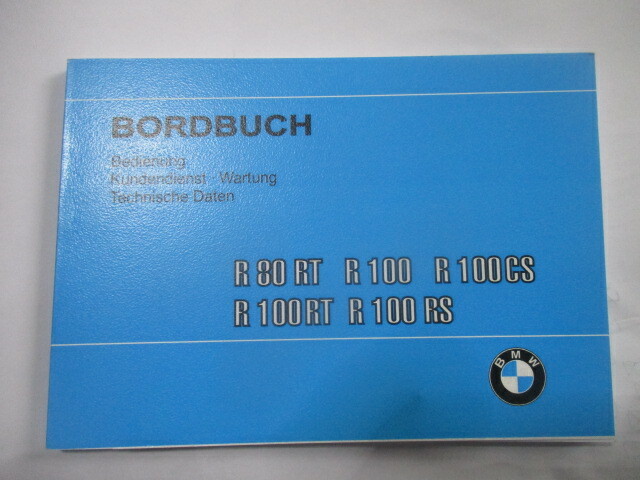 BORDBUCH
Bedienung
Kundendienst · Wartung
Technische Daten
R 80 RT R 100 R 100 CS
R 100 RT R 100 RS
BMW